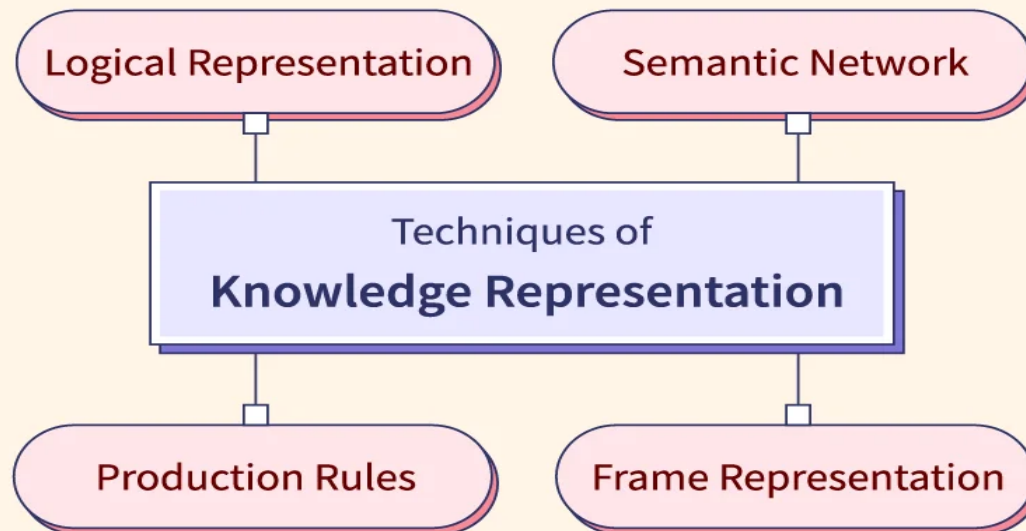 Logical Representation
Semantic Network
Techniques of
Knowledge Representation
Production Rules
Frame Representation